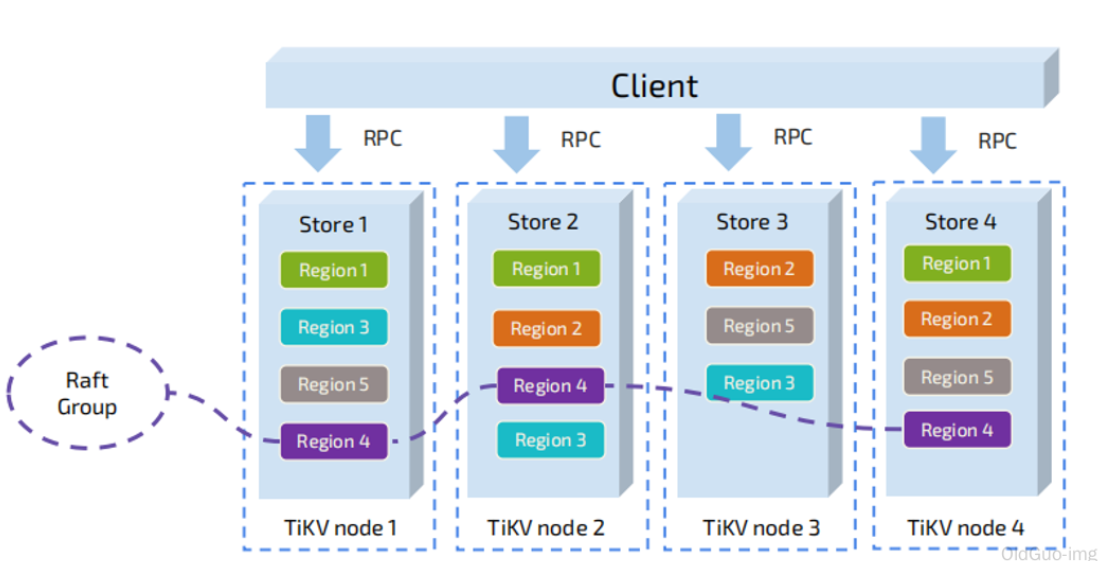 Client
RPC
RPC
RPC
RPC
Store 1
Region 1
Region 3
Region 5
Region 4
TiKV node 1
Store 2
Region 1
Region 2
Region 4
Region 3
TiKV node 2
Store 3
Region 2
Region 5
Region 3
TiKV node 3
Store 4
Region 1
Region 2
Region 5
Region 4
TiKV node 4
Raft
Group
OldGuo-img